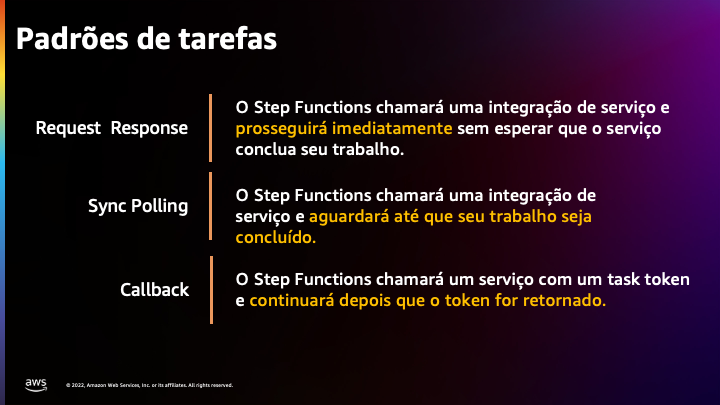 Padrões de tarefas
Request Response
O Step Functions chamará uma integração de serviço e
prosseguirá imediatamente sem esperar que o serviço
conclua seu trabalho.
Sync Polling
O Step Functions chamará uma integração de
serviço e aguardará até que seu trabalho seja
concluído.
Callback
O Step Functions chamará um serviço com um task token
e continuará depois que o token for retornado.
aws
© 2022, Amazon Web Services, Inc. or its affiliates. All rights reserved.